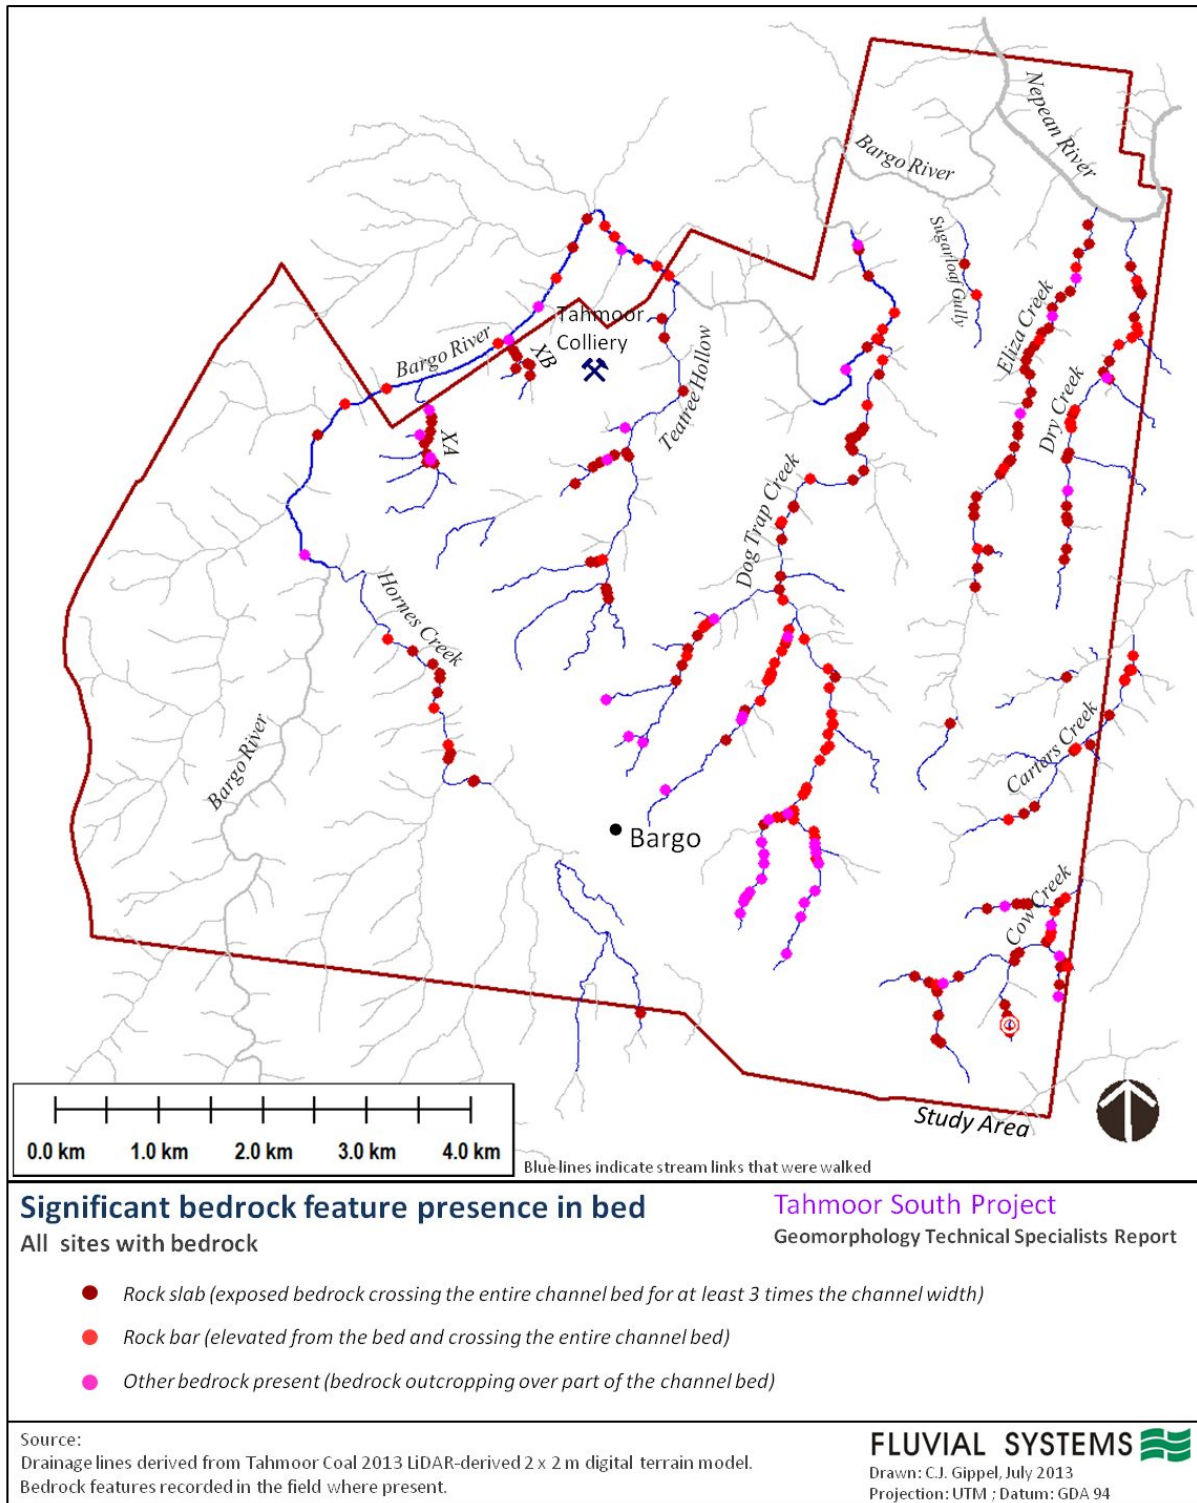 Nepean River
Bargo River
Sugarloaf Gully
Eliza Creek
Tahmoor
Colliery
Bargo River
XB
Teatree Hollow
Dry Creek
XA
Dog Trap Creek
Hornes Creek
Bargo River
Carters Creek
Bargo
Cow Creek
Study Area
0.0 km 1.0 km 2.0 km 3.0 km 4.0 km
Blue lines indicate stream links that were walked
Significant bedrock feature presence in bed
All sites with bedrock
Tahmoor South Project
Geomorphology Technical Specialists Report
Rock slab (exposed bedrock crossing the entire channel bed for at least 3 times the channel width)
Rock bar (elevated from the bed and crossing the entire channel bed)
Other bedrock present (bedrock outcropping over part of the channel bed)
Source:
Drainage lines derived from Tahmoor Coal 2013 LiDAR-derived 2 x 2 m digital terrain model.
Bedrock features recorded in the field where present.
FLUVIAL SYSTEMS
Drawn: C.J. Gippel, July 2013
Projection: UTM ; Datum: GDA 94